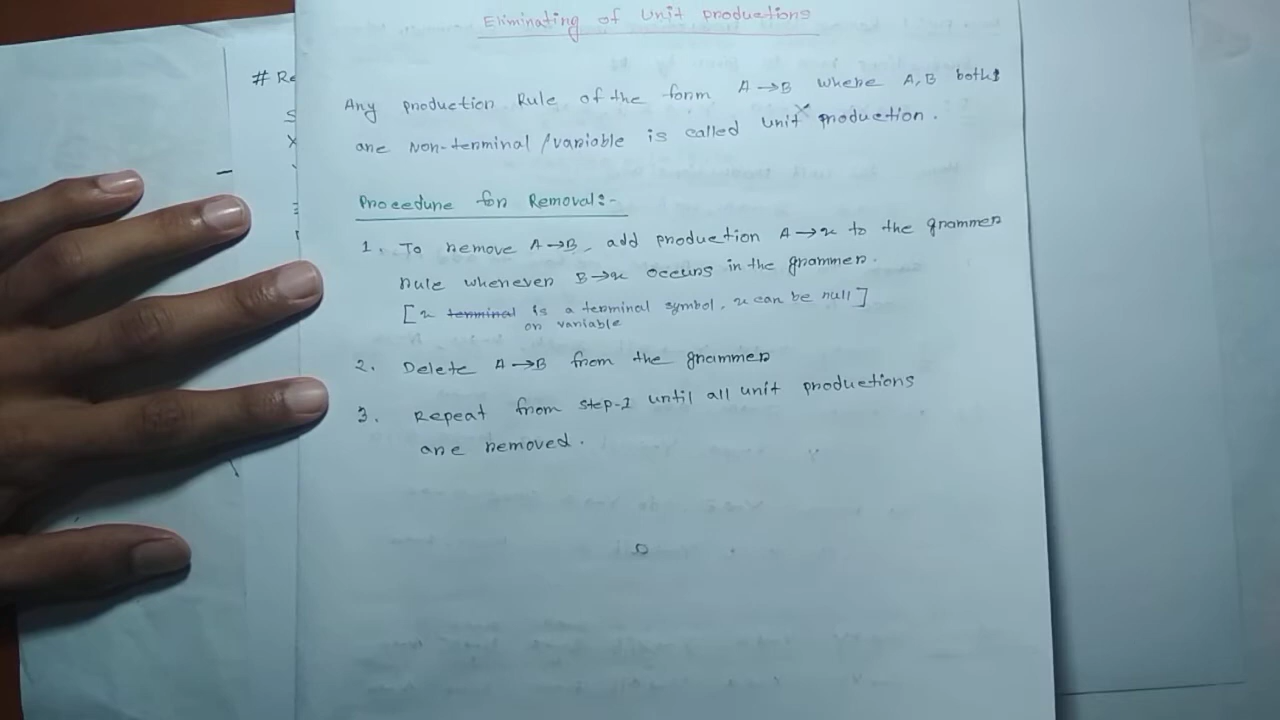 Eliminating of Unit productions
# Re
Any production Rule of the form A→B where A, B both
are Non-terminal /variable is called unit production.
Procedure for Removal:-
1. To remove A→B, add production A→x to the grammer
rule whenever B→x occurs in the grammer.
[x terminal is a terminal symbol, x can be null]
or variable
2. Delete A→B from the grammer
3. Repeat from step-1 until all unit productions
are removed.